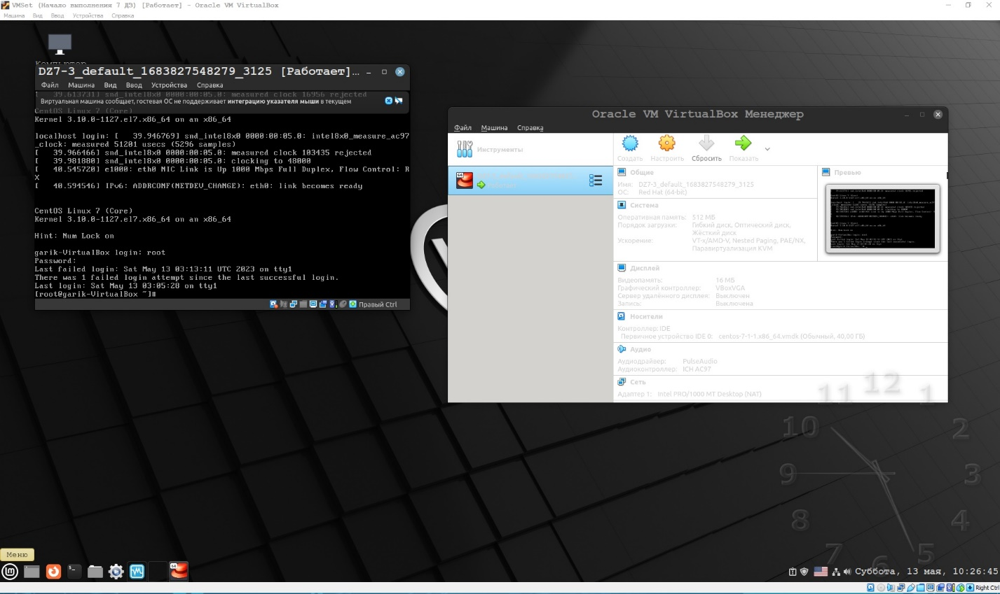 VMSet (Начало выполнения 7 ДЗ) [Работает] - Oracle VM VirtualBox
Машина Вид Ввод Устройства Справка
Компьютер
DZ7-3_default_1683827548279_3125 [Работает]...
Файл Машина Вид Ввод Устройства Справка
[ 39.613731] snd_intel8x0 0000:00:05.0: measured clock 16956 rejected
Виртуальная машина сообщает, гостевая ОС не поддерживает интеграцию указателя мыши в текущем
CentOS Linux 7 (Core)
Kernel 3.10.0-1127.el7.x86_64 on an x86_64
localhost login: [ 39.946769] snd_intel8x0 0000:00:05.0: intel8x0_measure_ac97
_clock: measured 51201 usecs (5296 samples)
[ 39.966466] snd_intel8x0 0000:00:05.0: measured clock 103435 rejected
[ 39.981880] snd_intel8x0 0000:00:05.0: clocking to 48000
[ 40.545720] e1000: eth0 NIC Link is Up 1000 Mbps Full Duplex, Flow Control: R
X
[ 40.594546] IPv6: ADDRCONF(NETDEV_CHANGE): eth0: link becomes ready
CentOS Linux 7 (Core)
Kernel 3.10.0-1127.el7.x86_64 on an x86_64
Hint: Num Lock on
garik-VirtualBox login: root
Password:
Last failed login: Sat May 13 03:13:11 UTC 2023 on tty1
There was 1 failed login attempt since the last successful login.
Last login: Sat May 13 03:05:28 on tty1
[root@garik-VirtualBox ~]#
Правый Ctrl
Oracle VM VirtualBox Менеджер
Файл Машина Справка
Инструменты
Создать Настроить Сбросить Показать
64
Общие
Имя: DZ7-3_default_1683827548279_3125
ОС: Red Hat (64-bit)
Превью
Система
Оперативная память: 512 МБ
Порядок загрузки: Гибкий диск, Оптический диск,
Жёсткий диск
Ускорение: VT-x/AMD-V, Nested Paging, PAE/NX,
Паравиртуализация KVM
Дисплей
Видеопамять: 16 МБ
Графический контроллер: VBoxVGA
Сервер удалённого дисплея: Выключен
Запись: Выключена
Носители
Контроллер: IDE
Первичное устройство IDE 0: centos-7-1-1.x86_64.vmdk (Обычный, 40,00 ГБ)
Аудио
Аудиодрайвер: PulseAudio
Аудиоконтроллер: ICH AC97
Сеть
Адаптер 1: Intel PRO/1000 MT Desktop (NAT)
11 12 1
10 2
9 3
8 4
7 6 5
Меню
64
Суббота, 13 мая, 10:26:45
Right Ctrl